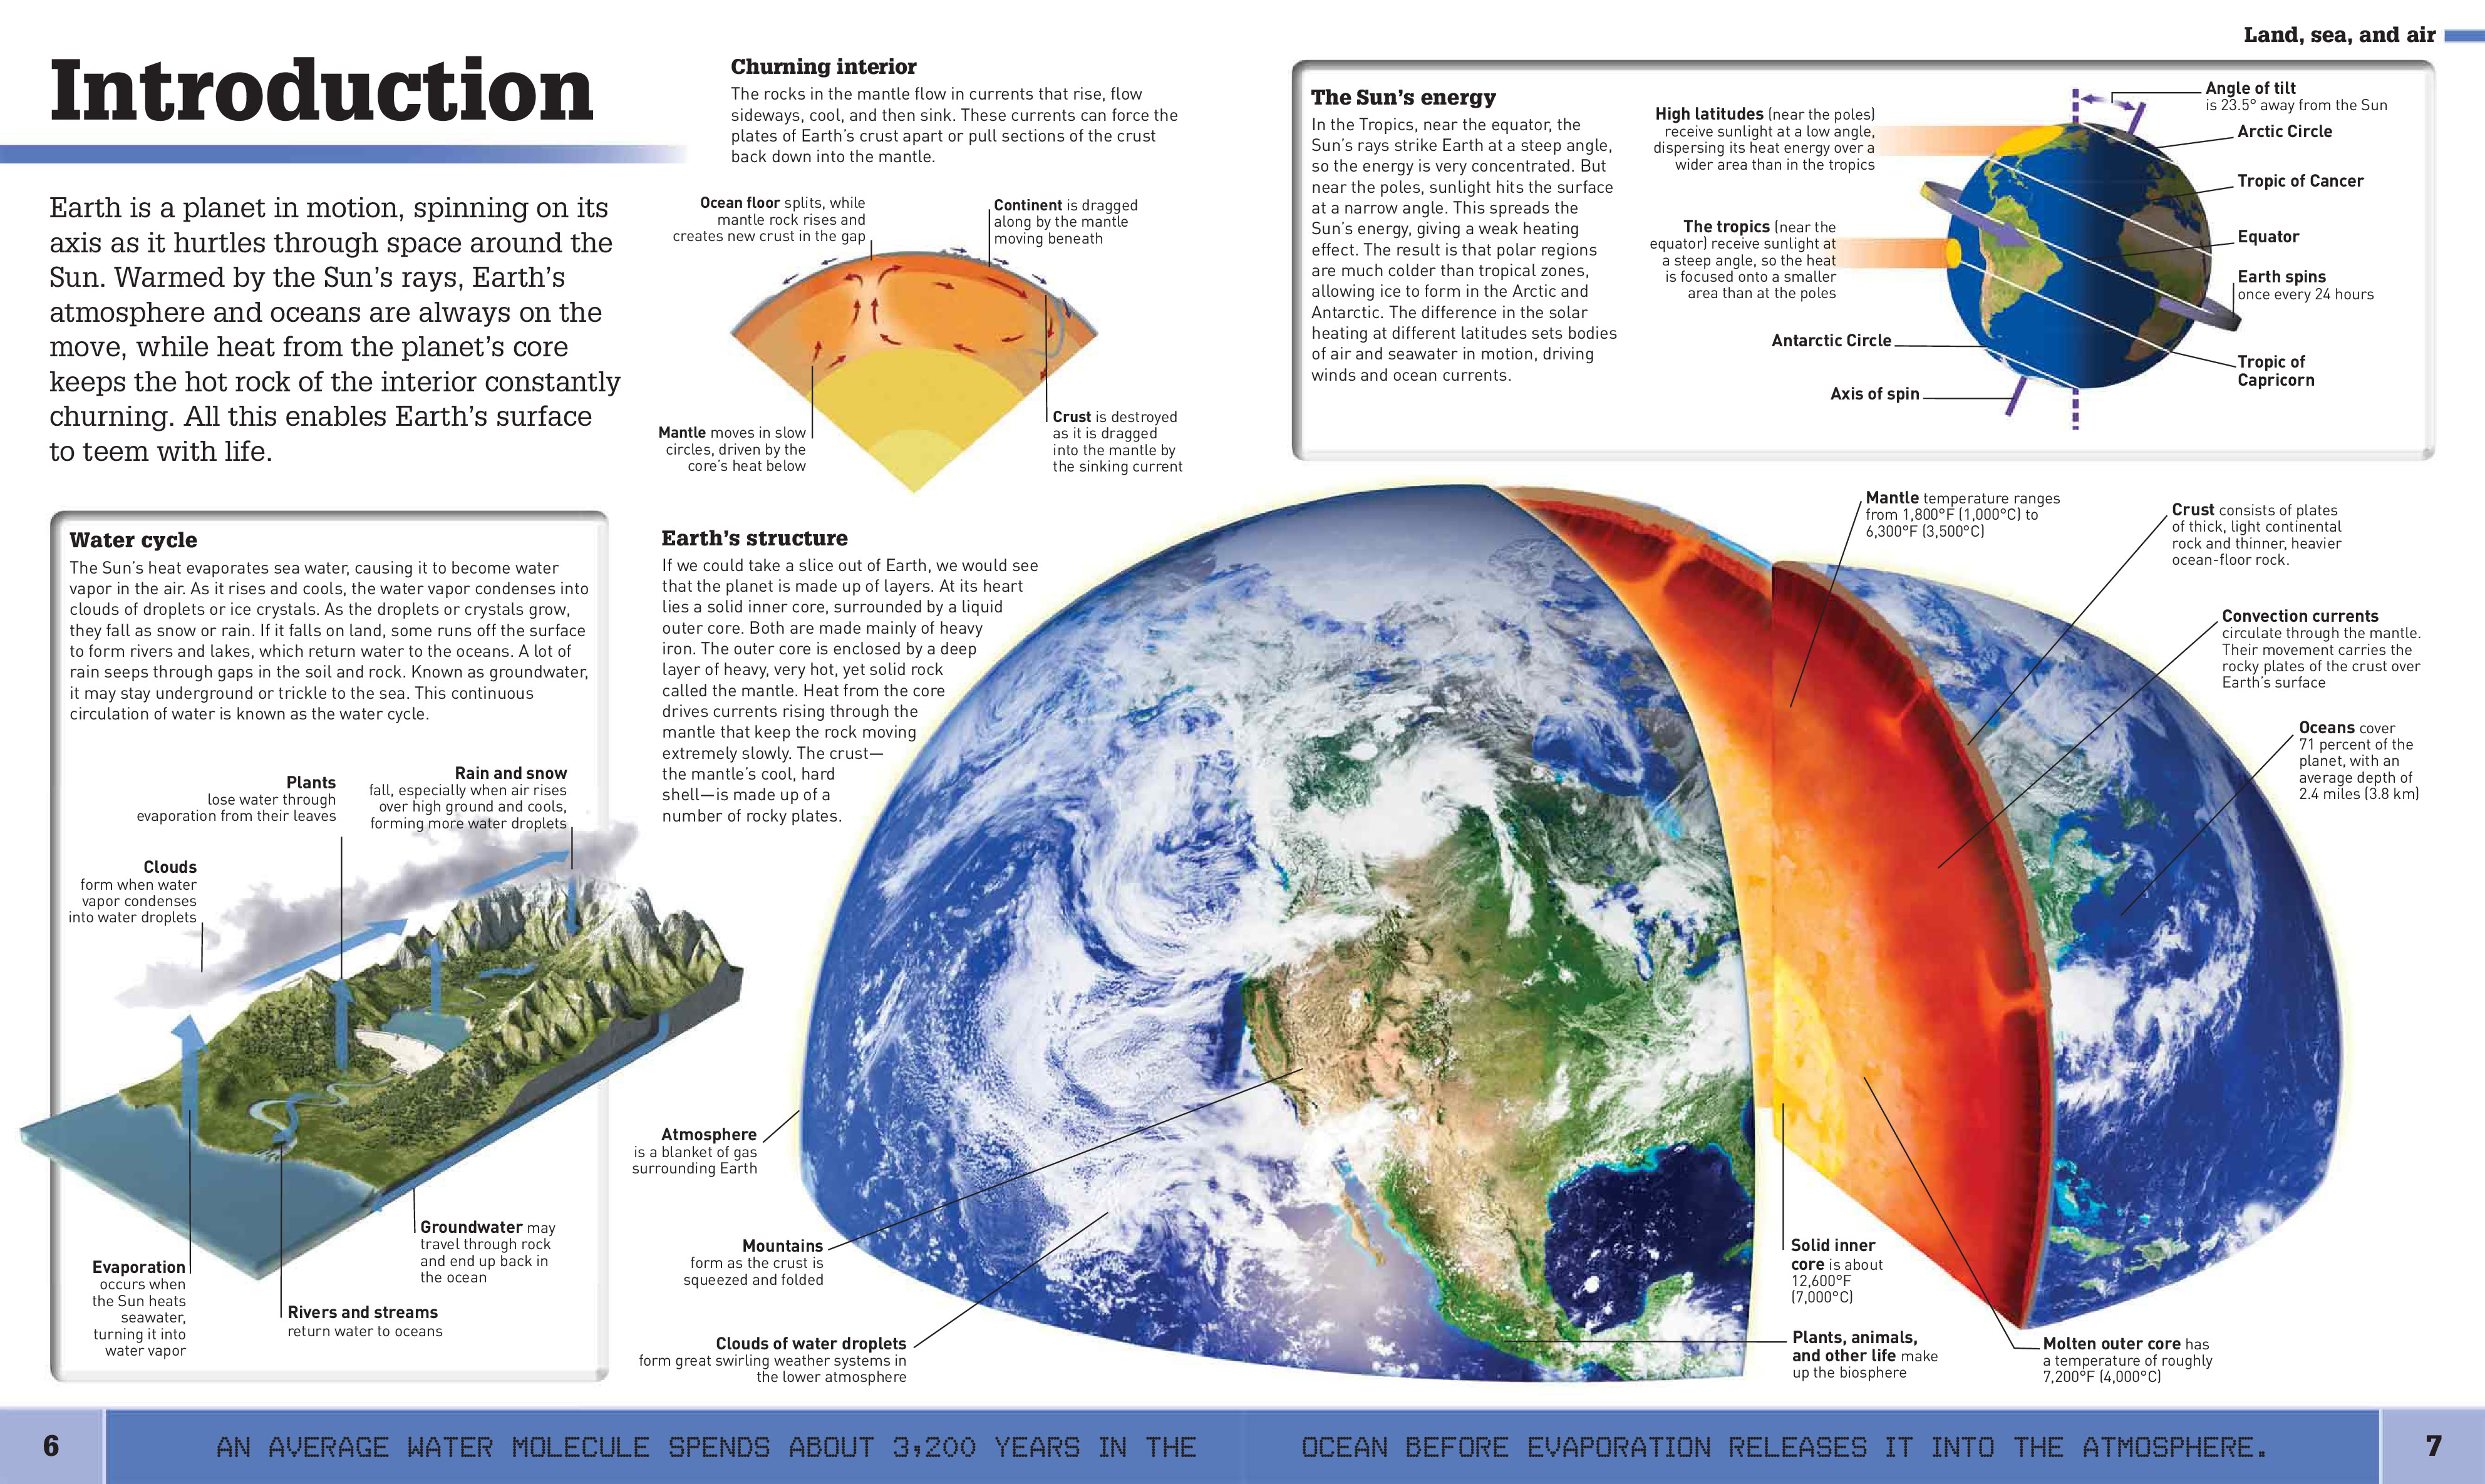 Land, sea, and air
Introduction
Earth is a planet in motion, spinning on its
axis as it hurtles through space around the
Sun. Warmed by the Sun's rays, Earth's
atmosphere and oceans are always on the
move, while heat from the planet's core
keeps the hot rock of the interior constantly
churning. All this enables Earth's surface
to teem with life.
Churning interior
The rocks in the mantle flow in currents that rise, flow
sideways, cool, and then sink. These currents can force the
plates of Earth's crust apart or pull sections of the crust
back down into the mantle.
Ocean floor splits, while
mantle rock rises and
creates new crust in the gap
Continent is dragged
along by the mantle
moving beneath
Mantle moves in slow
circles, driven by the
core's heat below
Crust is destroyed
as it is dragged
into the mantle by
the sinking current
The Sun's energy
In the Tropics, near the equator, the
Sun's rays strike Earth at a steep angle,
so the energy is very concentrated. But
near the poles, sunlight hits the surface
at a narrow angle. This spreads the
Sun's energy, giving a weak heating
effect. The result is that polar regions
are much colder than tropical zones,
allowing ice to form in the Arctic and
Antarctic. The difference in the solar
heating at different latitudes sets bodies
of air and seawater in motion, driving
winds and ocean currents.
High latitudes (near the poles)
receive sunlight at a low angle,
dispersing its heat energy over a
wider area than in the tropics
The tropics (near the
equator) receive sunlight at
a steep angle, so the heat
is focused onto a smaller
area than at the poles
Antarctic Circle
Axis of spin
Angle of tilt
is 23.5° away from the Sun
Arctic Circle
Tropic of Cancer
Equator
Earth spins
once every 24 hours
Tropic of
Capricorn
Water cycle
The Sun's heat evaporates sea water, causing it to become water
vapor in the air. As it rises and cools, the water vapor condenses into
clouds of droplets or ice crystals. As the droplets or crystals grow,
they fall as snow or rain. If it falls on land, some runs off the surface
to form rivers and lakes, which return water to the oceans. A lot of
rain seeps through gaps in the soil and rock. Known as groundwater,
it may stay underground or trickle to the sea. This continuous
circulation of water is known as the water cycle.
Plants
lose water through
evaporation from their leaves
Rain and snow
fall, especially when air rises
over high ground and cools,
forming more water droplets
Clouds
form when water
vapor condenses
into water droplets
Evaporation
occurs when
the Sun heats
seawater,
turning it into
water vapor
Rivers and streams
return water to oceans
Groundwater may
travel through rock
and end up back in
the ocean
Earth's structure
If we could take a slice out of Earth, we would see
that the planet is made up of layers. At its heart
lies a solid inner core, surrounded by a liquid
outer core. Both are made mainly of heavy
iron. The outer core is enclosed by a deep
layer of heavy, very hot, yet solid rock
called the mantle. Heat from the core
drives currents rising through the
mantle that keep the rock moving
extremely slowly. The crust—
the mantle's cool, hard
shell—is made up of a
number of rocky plates.
Atmosphere
is a blanket of gas
surrounding Earth
Mountains
form as the crust is
squeezed and folded
Clouds of water droplets
form great swirling weather systems in
the lower atmosphere
Mantle temperature ranges
from 1,800°F (1,000°C) to
6,300°F (3,500°C)
Crust consists of plates
of thick, light continental
rock and thinner, heavier
ocean-floor rock.
Convection currents
circulate through the mantle.
Their movement carries the
rocky plates of the crust over
Earth's surface
Oceans cover
71 percent of the
planet, with an
average depth of
2.4 miles (3.8 km)
Solid inner
core is about
12,600°F
(7,000°C)
Plants, animals,
and other life make
up the biosphere
Molten outer core has
a temperature of roughly
7,200°F (4,000°C)
6
AN AVERAGE WATER MOLECULE SPENDS ABOUT 3,200 YEARS IN THE
OCEAN BEFORE EVAPORATION RELEASES IT INTO THE ATMOSPHERE.
7